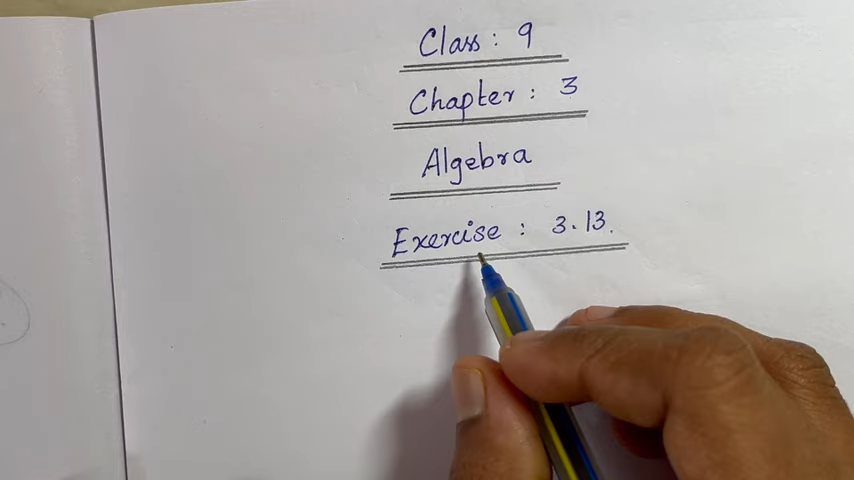 Class : 9
Chapter : 3
Algebra
Exercise : 3.13.